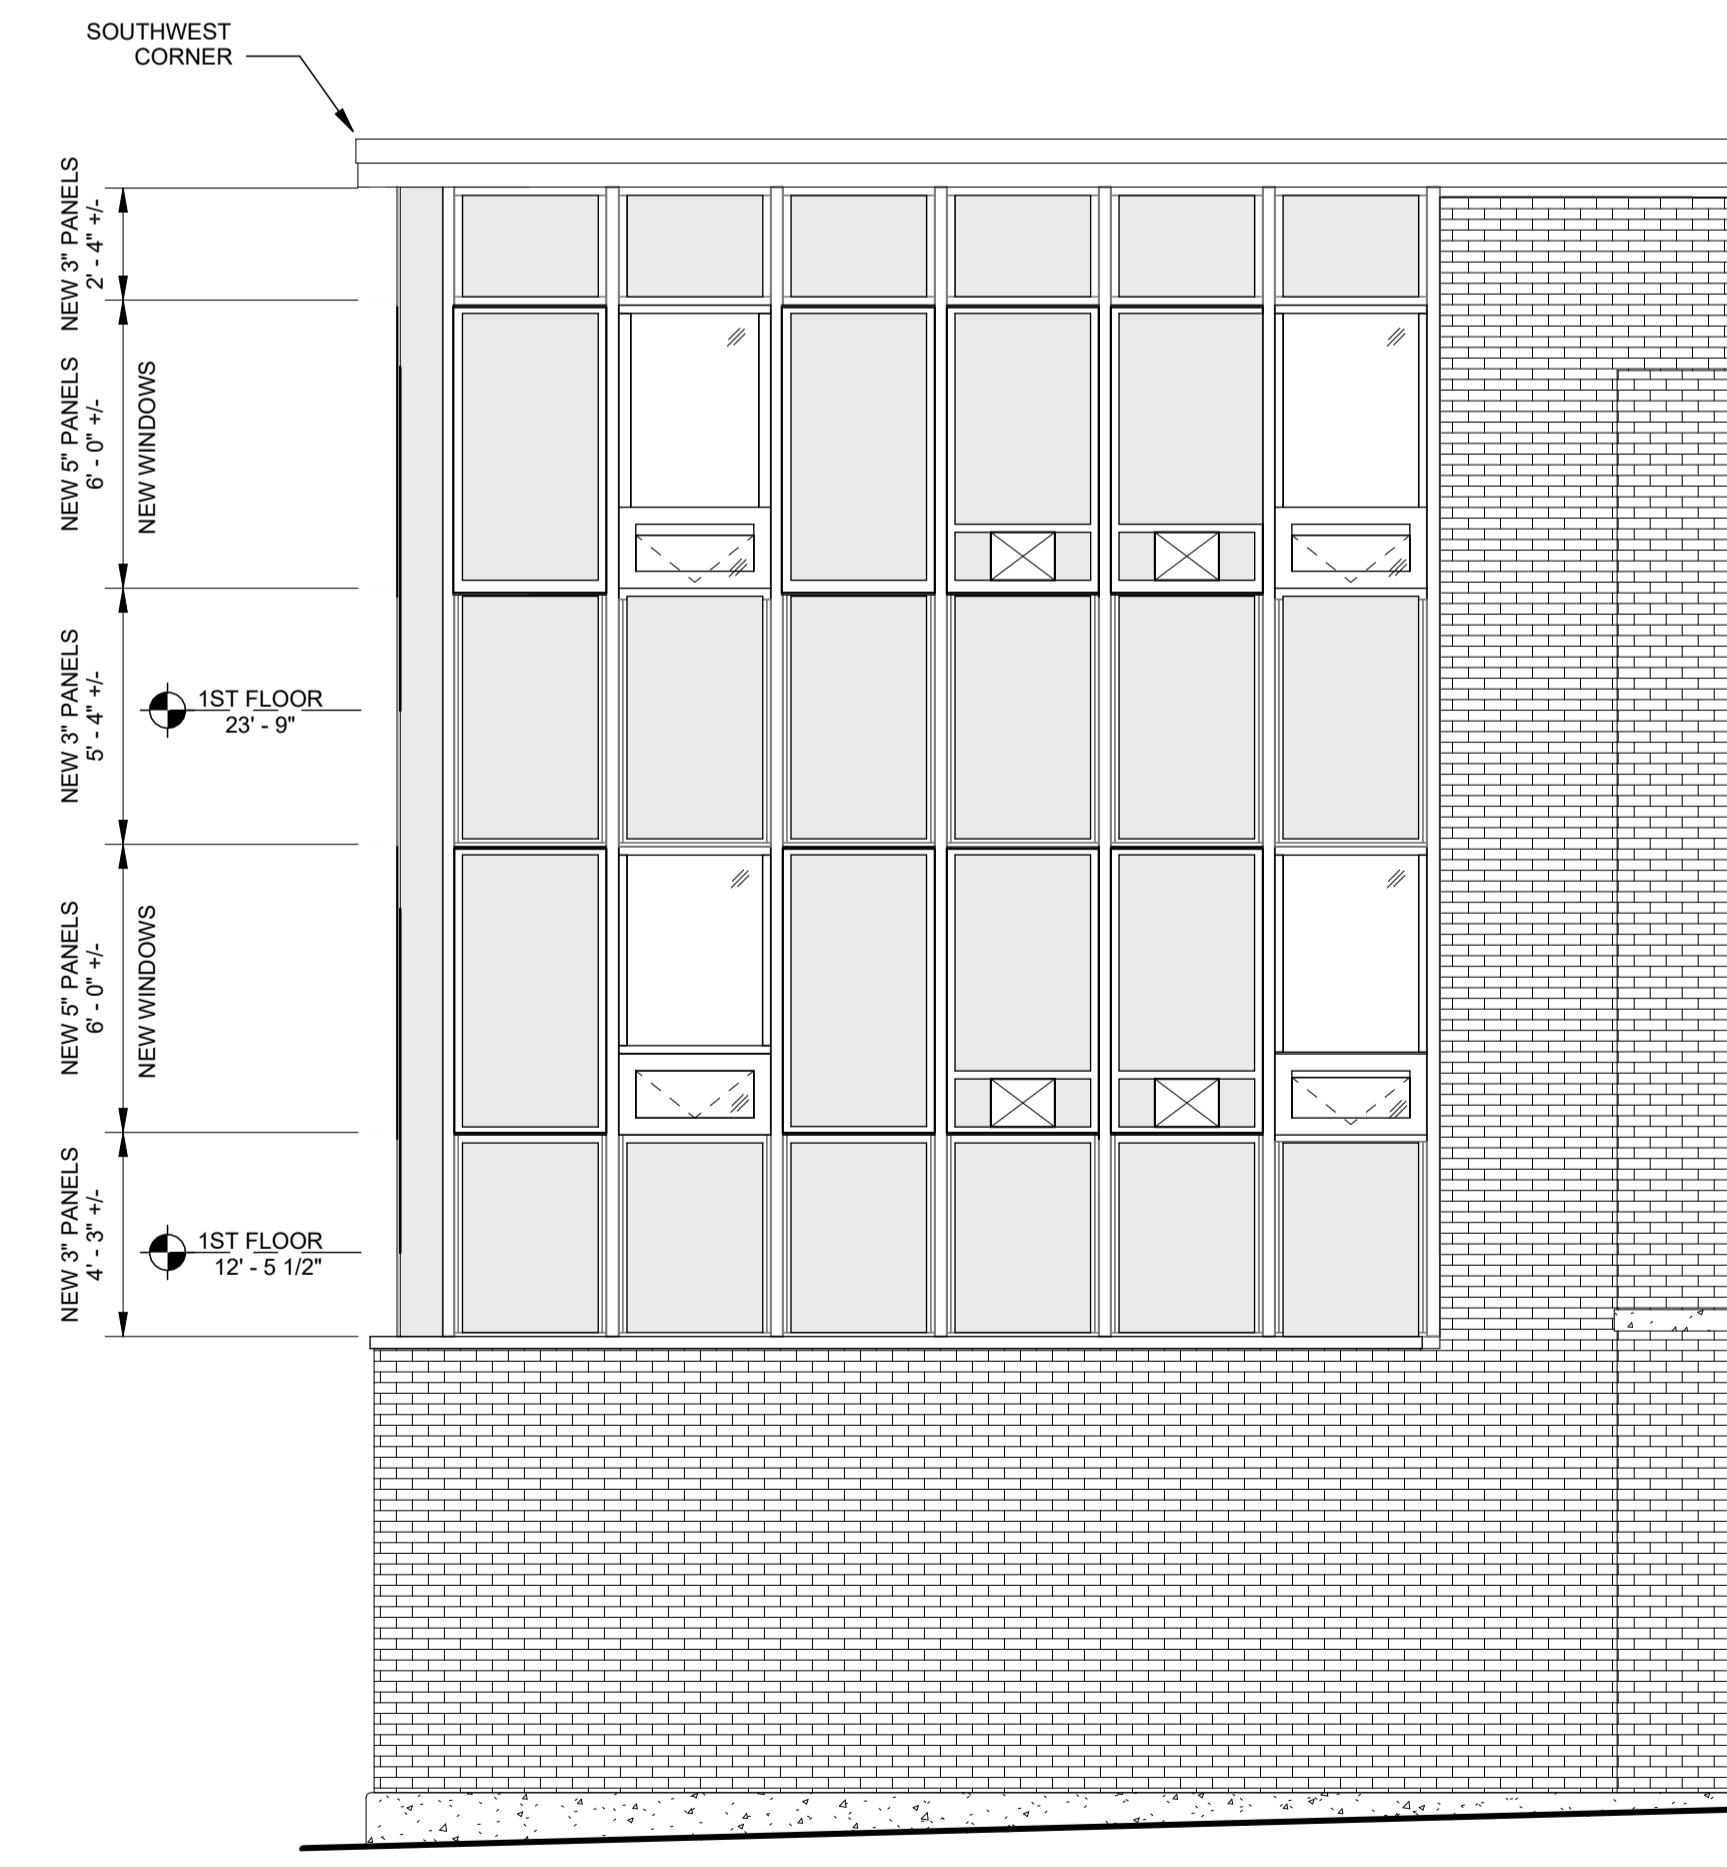 SOUTHWEST
CORNER
NEW 3" PANELS
2' - 4" +/-
NEW 5" PANELS
6' - 0" +/-
NEW WINDOWS
NEW 3" PANELS
5' - 4" +/-
1ST FLOOR
23' - 9"
NEW 5" PANELS
6' - 0" +/-
NEW WINDOWS
NEW 3" PANELS
4' - 3" +/-
1ST FLOOR
12' - 5 1/2"